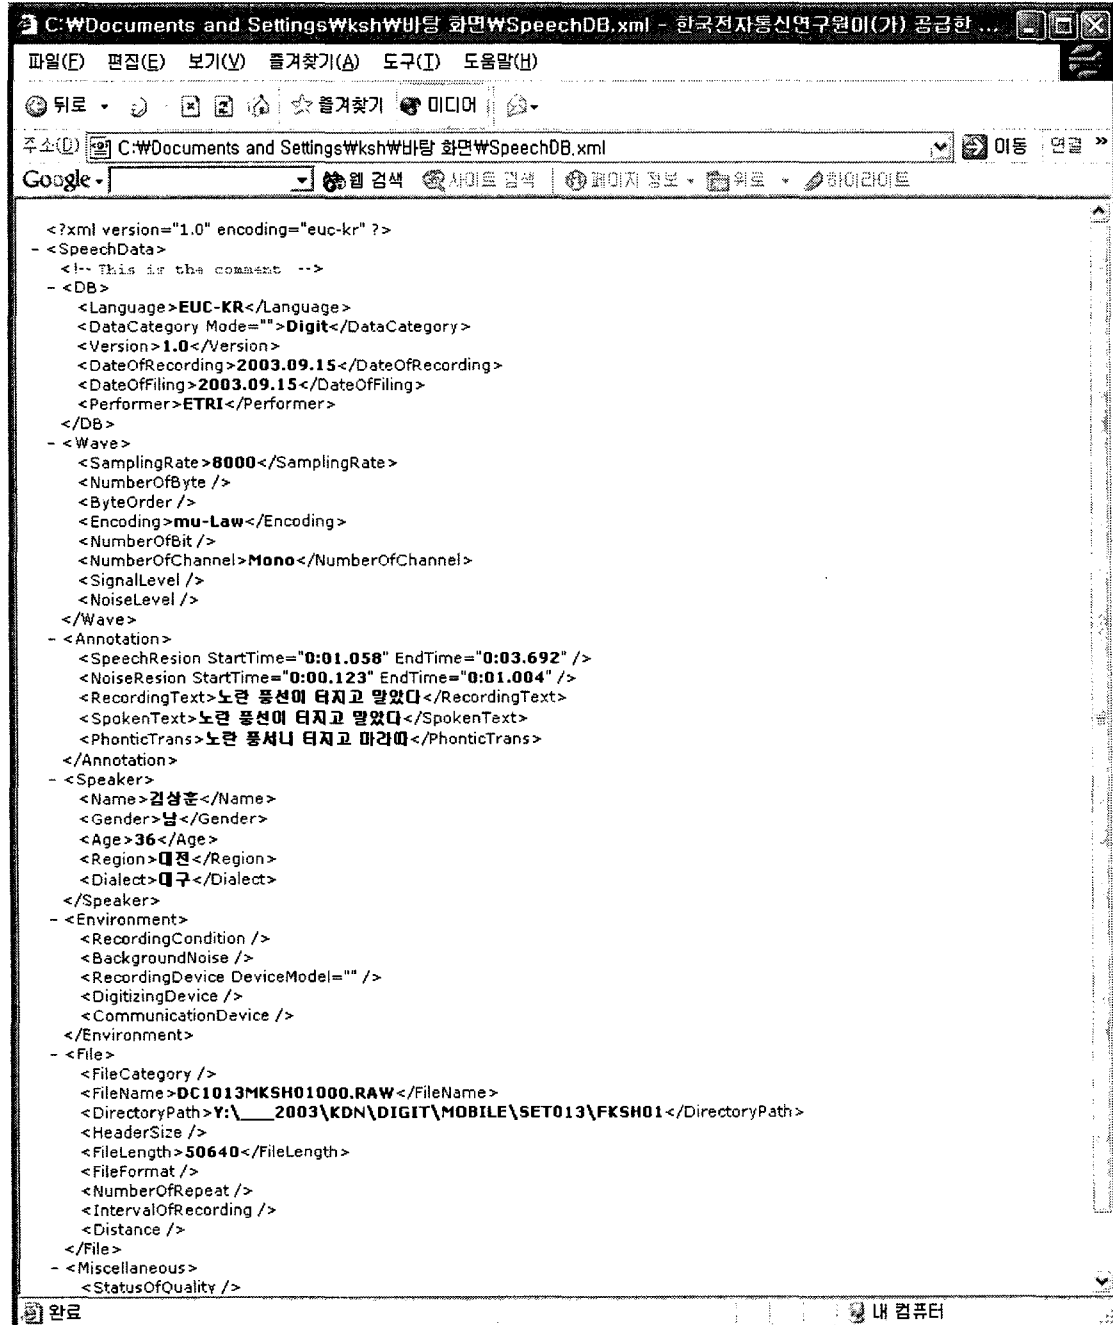 C:₩Documents and Settings₩ksh₩바탕 화면₩SpeechDB.xml - 한국전자통신연구원이(가) 공급한 ...
파일(F) 편집(E) 보기(V) 즐겨찾기(A) 도구(T) 도움말(H)
뒤로 즐겨찾기 미디어
주소(D) C:₩Documents and Settings₩ksh₩바탕 화면₩SpeechDB.xml 이동 연결 »
Google 웹 검색 사이트 검색 페이지 정보 위로 하이라이트
<?xml version="1.0" encoding="euc-kr" ?>
- <SpeechData>
<!-- This is the comment -->
- <DB>
<Language>EUC-KR</Language>
<DataCategory Mode="">Digit</DataCategory>
<Version>1.0</Version>
<DateOfRecording>2003.09.15</DateOfRecording>
<DateOfFiling>2003.09.15</DateOfFiling>
<Performer>ETRI</Performer>
</DB>
- <Wave>
<SamplingRate>8000</SamplingRate>
<NumberOfByte />
<ByteOrder />
<Encoding>mu-Law</Encoding>
<NumberOfBit />
<NumberOfChannel>Mono</NumberOfChannel>
<SignalLevel />
<NoiseLevel />
</Wave>
- <Annotation>
<SpeechResion StartTime="0:01.058" EndTime="0:03.692" />
<NoiseResion StartTime="0:00.123" EndTime="0:01.004" />
<RecordingText>노란 풍선이 터지고 말았다</RecordingText>
<SpokenText>노란 풍선이 터지고 말았다</SpokenText>
<PhonticTrans>노란 풍서니 터지고 마라따</PhonticTrans>
</Annotation>
- <Speaker>
<Name>김상훈</Name>
<Gender>남</Gender>
<Age>36</Age>
<Region>대전</Region>
<Dialect>대구</Dialect>
</Speaker>
- <Environment>
<RecordingCondition />
<BackgroundNoise />
<RecordingDevice DeviceModel="" />
<DigitizingDevice />
<CommunicationDevice />
</Environment>
- <File>
<FileCategory />
<FileName>DC1013MKSH01000.RAW</FileName>
<DirectoryPath>Y:\___2003\KDN\DIGIT\MOBILE\SET013\FKSH01</DirectoryPath>
<HeaderSize />
<FileLength>50640</FileLength>
<FileFormat />
<NumberOfRepeat />
<IntervalOfRecording />
<Distance />
</File>
- <Miscellaneous>
<StatusOfQuality />
완료 내 컴퓨터